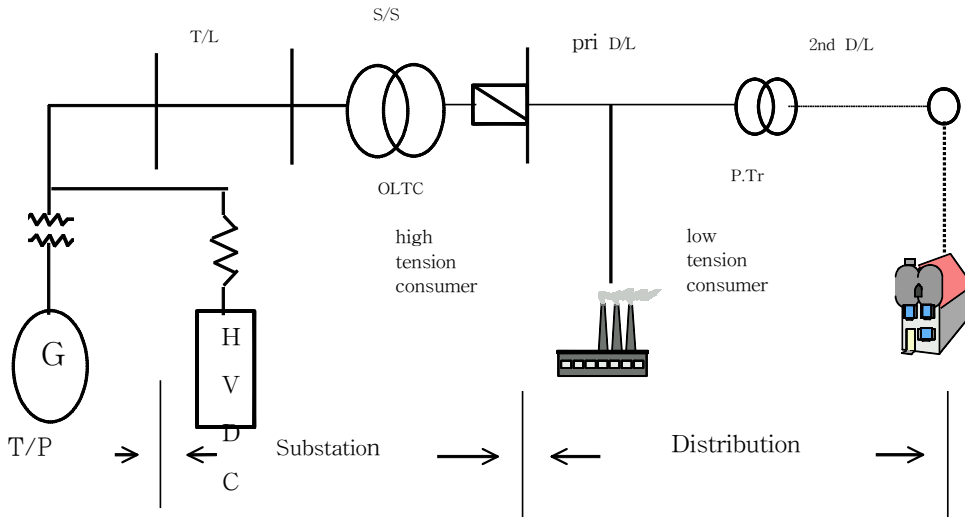 S/S
T/L
pri D/L
2nd D/L
OLTC
P.Tr
high
tension
consumer
low
tension
consumer
G
H
V
D
C
T/P
Substation
Distribution